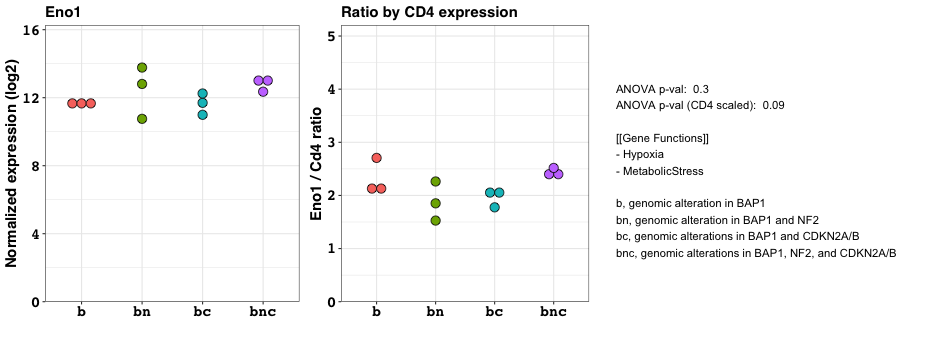 Eno1
Normalized expression (log2)
16
12
8
4
0
b bn bc bnc
Ratio by CD4 expression
Eno1 / Cd4 ratio
5
4
3
2
1
0
b bn bc bnc
ANOVA p-val:  0.3
ANOVA p-val (CD4 scaled):  0.09
[[Gene Functions]]
- Hypoxia
- MetabolicStress
b, genomic alteration in BAP1
bn, genomic alteration in BAP1 and NF2
bc, genomic alterations in BAP1 and CDKN2A/B
bnc, genomic alterations in BAP1, NF2, and CDKN2A/B